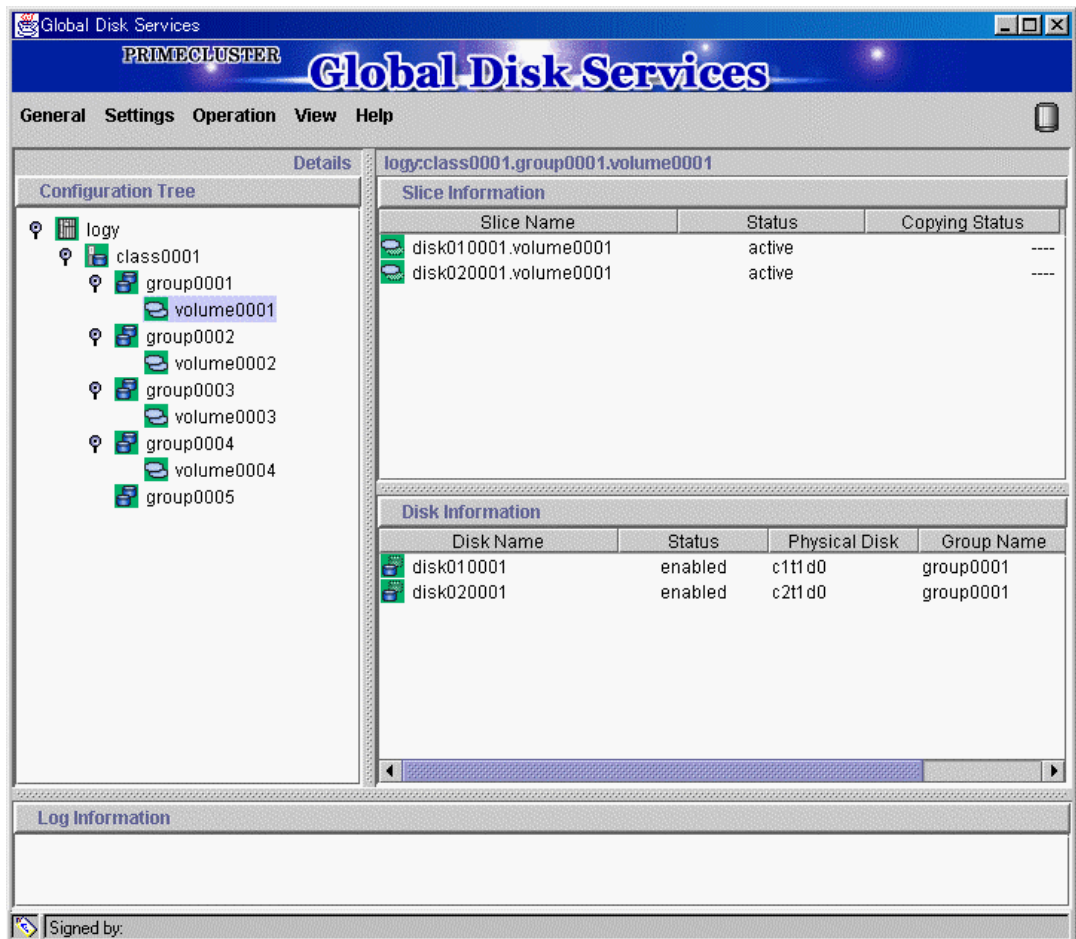 Global Disk Services
PRIMECLUSTER
Global Disk Services
General Settings Operation View Help
Details
Configuration Tree
logy
class0001
group0001
volume0001
group0002
volume0002
group0003
volume0003
group0004
volume0004
group0005
logy:class0001.group0001.volume0001
Slice Information
Slice Name Status Copying Status
disk010001.volume0001 active ----
disk020001.volume0001 active ----
Disk Information
Disk Name Status Physical Disk Group Name
disk010001 enabled c1t1d0 group0001
disk020001 enabled c2t1d0 group0001
Log Information
Signed by: